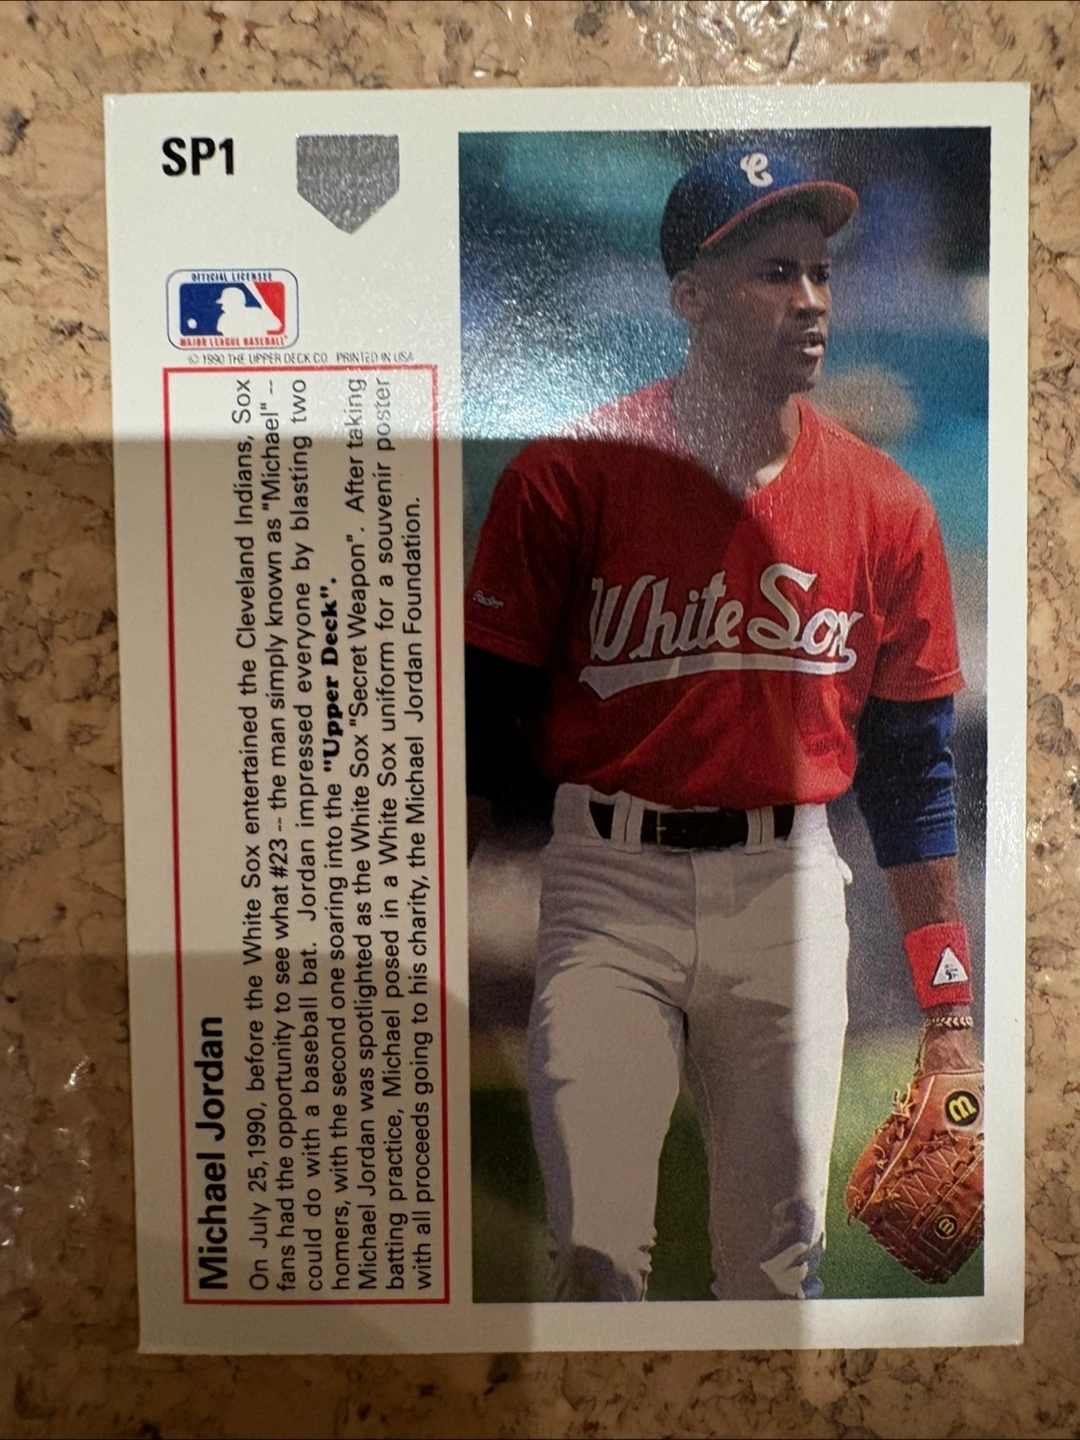 SP1
OFFICIAL LICENSEE
MAJOR LEAGUE BASEBALL
© 1990 THE UPPER DECK CO. PRINTED IN USA
Michael Jordan
On July 25,1990, before the White Sox entertained the Cleveland Indians, Sox
fans had the opportunity to see what #23 -- the man simply known as "Michael" --
could do with a baseball bat. Jordan impressed everyone by blasting two
homers, with the second one soaring into the "Upper Deck".
Michael Jordan was spotlighted as the White Sox "Secret Weapon". After taking
batting practice, Michael posed in a White Sox uniform for a souvenir poster
with all proceeds going to his charity, the Michael Jordan Foundation.
C
White Sox
m
m